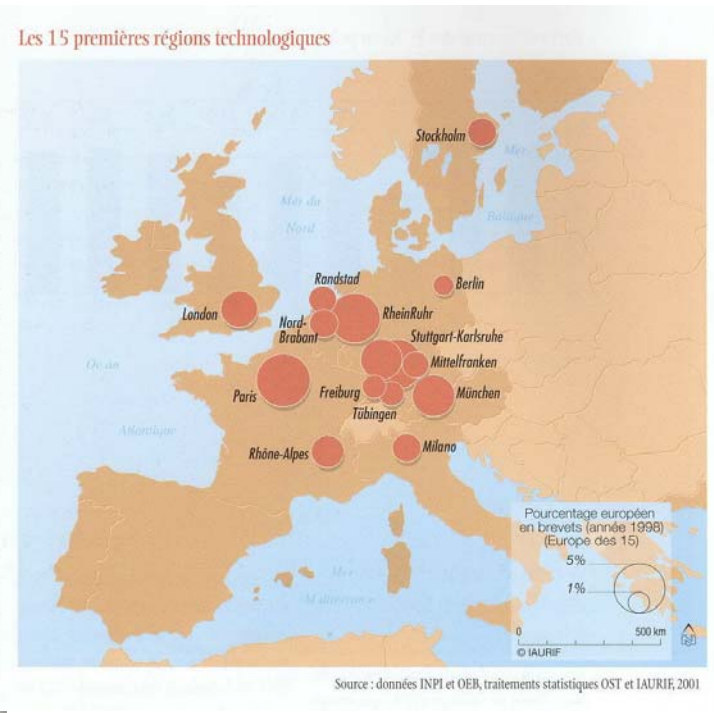 Les 15 premières régions technologiques
Stockholm
Mer
Baltique
Mer du
Nord
Randstad
Berlin
London
RheinRuhr
Nord-
Brabant
Stuttgart-Karlsruhe
Mittelfranken
Paris
Freiburg
München
Tübingen
Atlantique
Rhône-Alpes
Milano
Pourcentage européen
en brevets (année 1998)
(Europe des 15)
5%
1%
Mer
0
500 km
N
© IAURIF
Source : données INPI et OEB, traitements statistiques OST et IAURIF, 2001